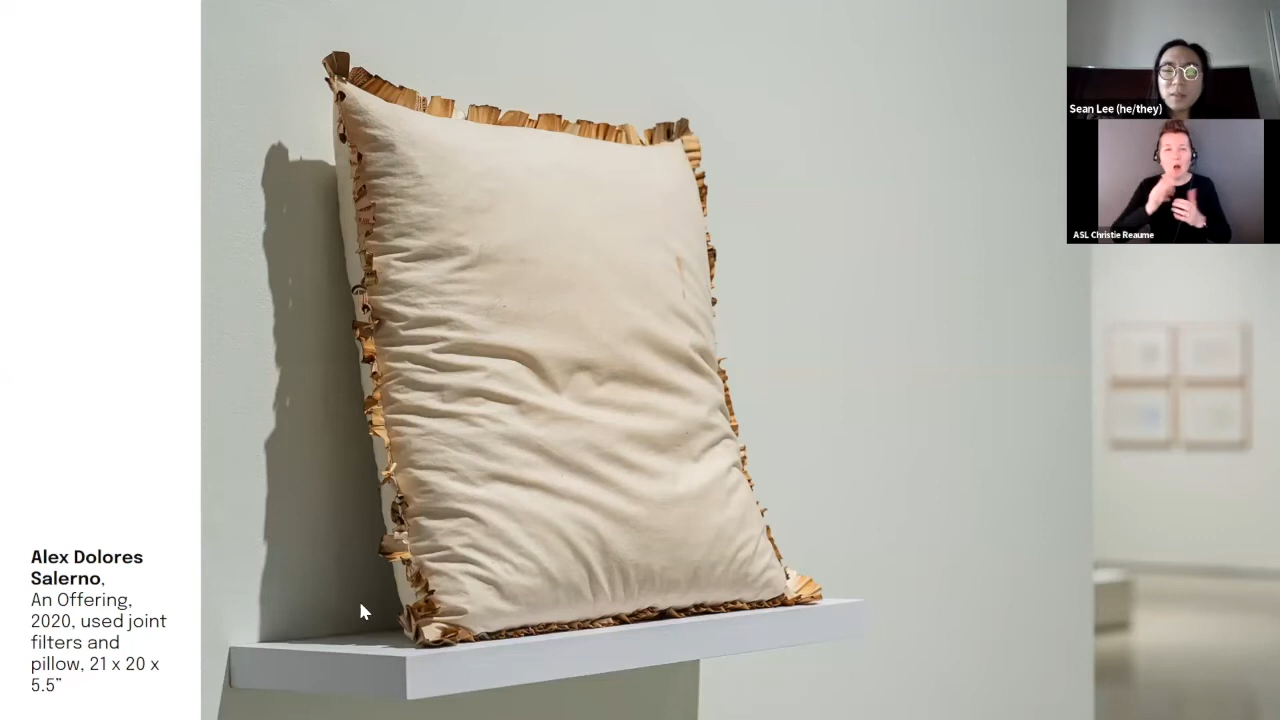 Sean Lee (he/they)
ASL Christie Reaume
Alex Dolores
Salerno,
An Offering,
2020, used joint
filters and
pillow, 21 x 20 x
5.5”